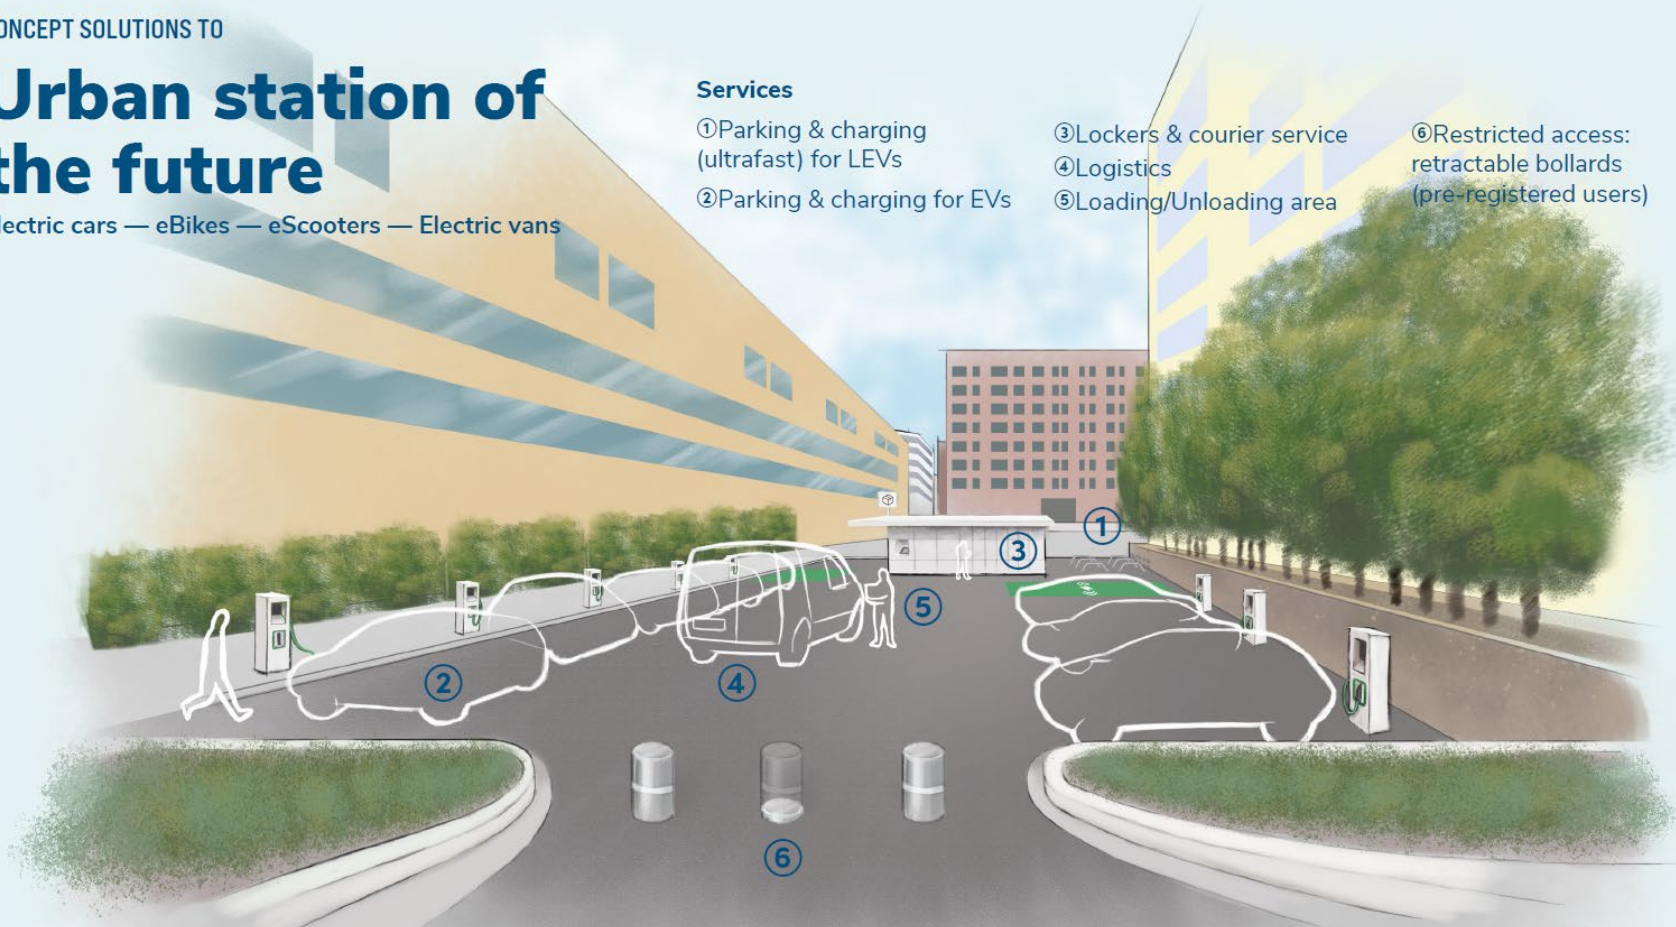 ONCEPT SOLUTIONS TO
Urban station of
the future
lectric cars — eBikes — eScooters — Electric vans
Services
①Parking & charging
(ultrafast) for LEVs
②Parking & charging for EVs
③Lockers & courier service
④Logistics
⑤Loading/Unloading area
⑥Restricted access:
retractable bollards
(pre-registered users)
①
③
⑤
②
④
⑥